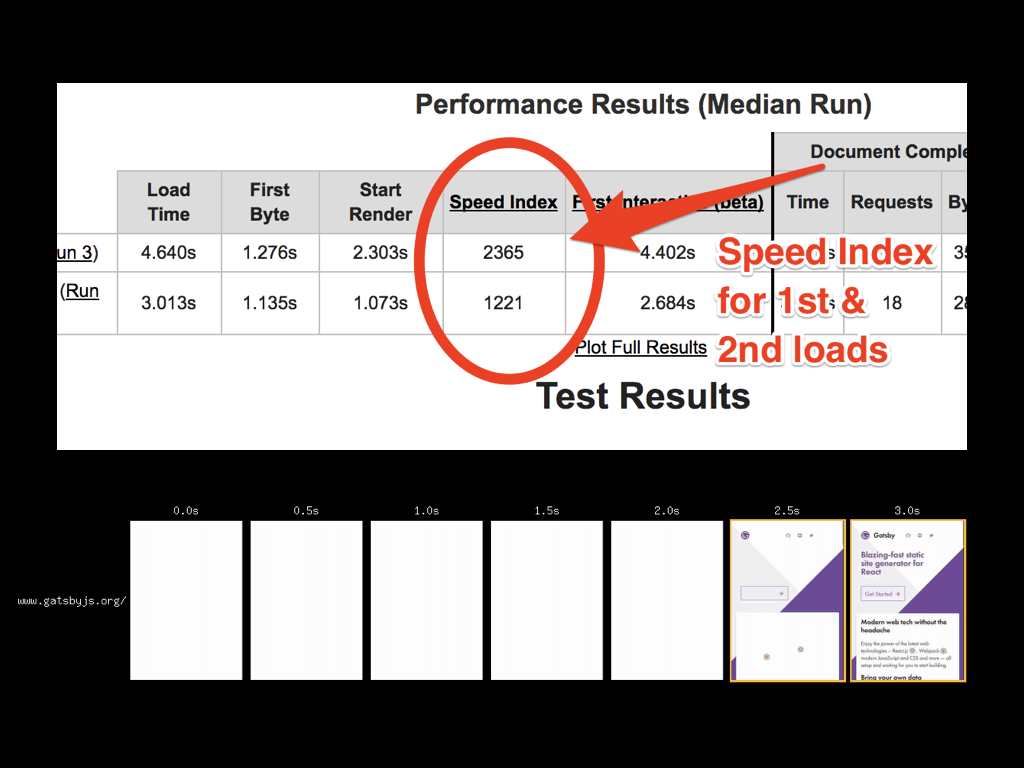 Performance Results (Median Run)
Document Comple
Load Time
First Byte
Start Render
Speed Index
First Interactive (beta)
Time
Requests
By
un 3)
4.640s
1.276s
2.303s
2365
4.402s
s
35
(Run
3.013s
1.135s
1.073s
1221
2.684s
18
28
Speed Index
for 1st &
2nd loads
Plot Full Results
Test Results
0.0s
0.5s
1.0s
1.5s
2.0s
2.5s
3.0s
www.gatsbyjs.org/
Gatsby
Blazing-fast static
site generator for
React
Get Started →
Modern web tech without the
headache
Enjoy the power of the latest web
technologies – React.js , Webpack ,
modern JavaScript and CSS and more — all
setup and waiting for you to start building.
Bring your own data